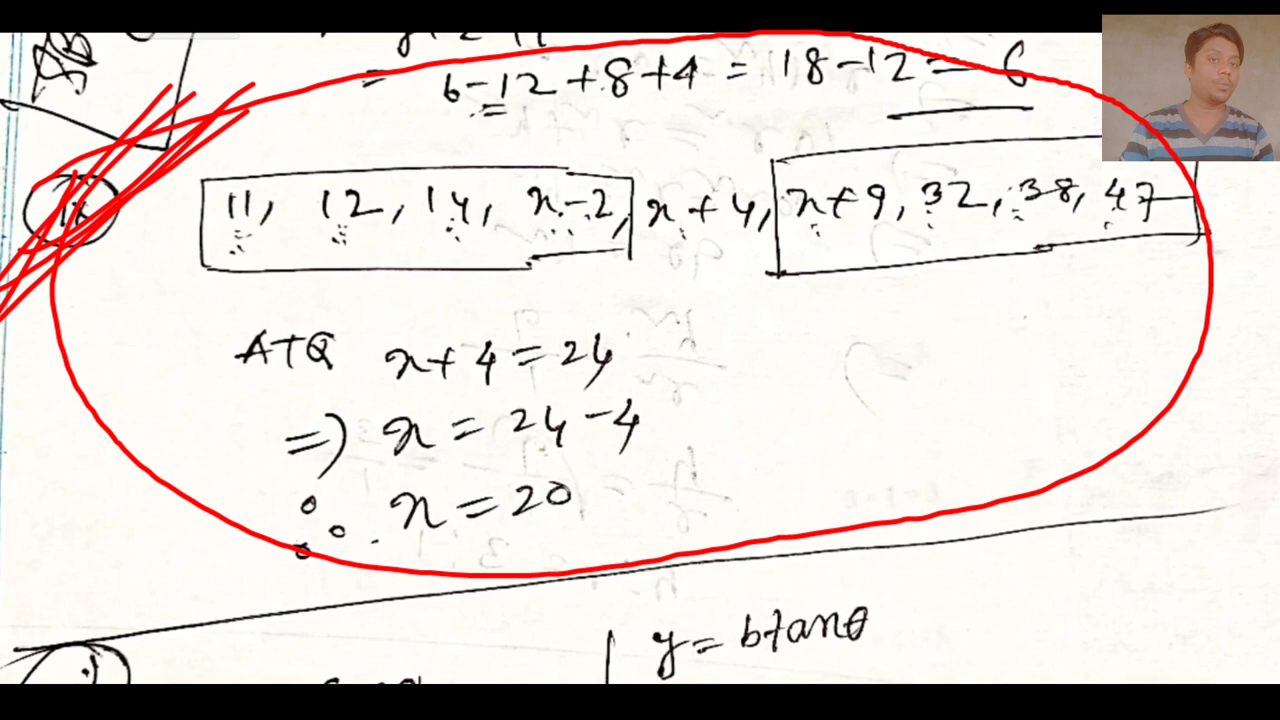 = 6-12+8+4 = 18-12 = 6
11, 12, 14, x-2, x+4, x+9, 32, 38, 47
ATQ x+4=24
=) x = 24-4
∴ x = 20
y = btanθ